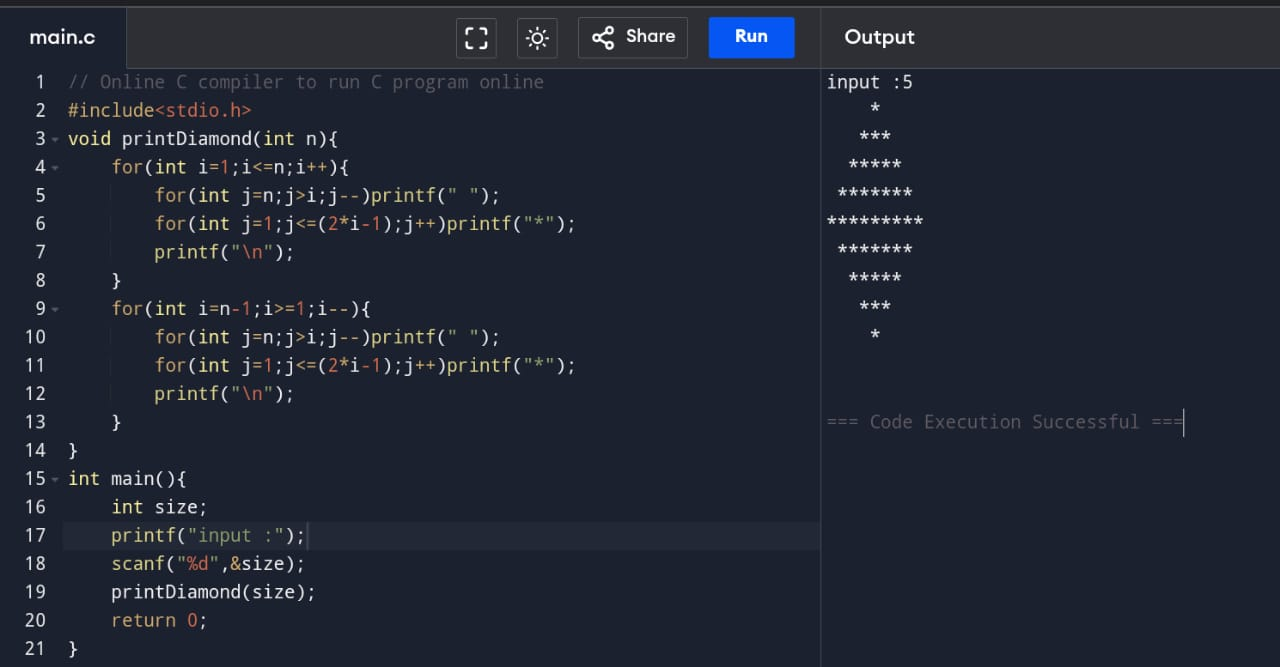 main.c
Share
Run
Output
1 // Online C compiler to run C program online
2 #include<stdio.h>
3 void printDiamond(int n){
4     for(int i=1;i<=n;i++){
5         for(int j=n;j>i;j--)printf(" ");
6         for(int j=1;j<=(2*i-1);j++)printf("*");
7         printf("\n");
8     }
9     for(int i=n-1;i>=1;i--){
10         for(int j=n;j>i;j--)printf(" ");
11         for(int j=1;j<=(2*i-1);j++)printf("*");
12         printf("\n");
13     }
14 }
15 int main(){
16     int size;
17     printf("input :");
18     scanf("%d",&size);
19     printDiamond(size);
20     return 0;
21 }
input :5
    *
   ***
  *****
 *******
*********
 *******
  *****
   ***
    *
=== Code Execution Successful ===